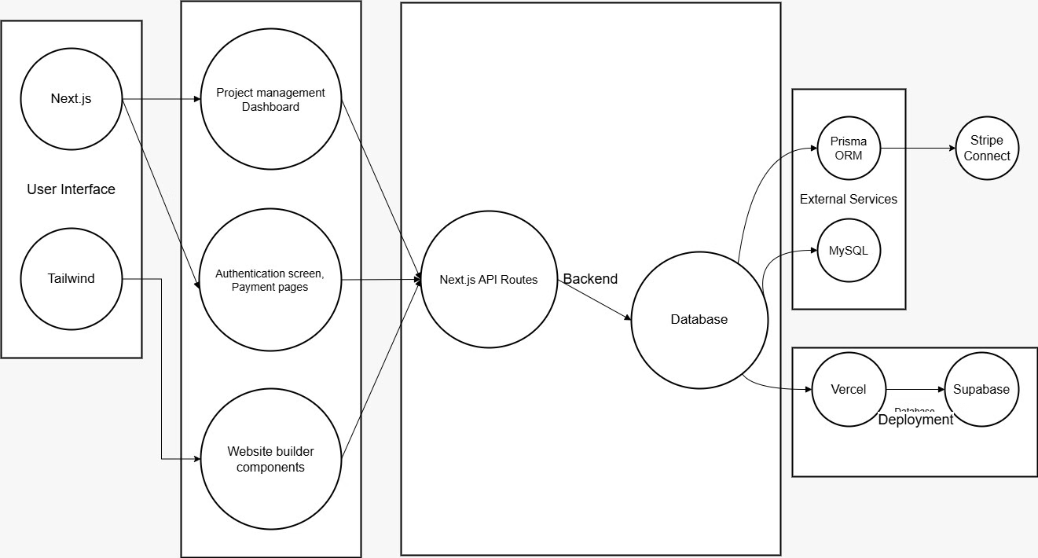 Next.js
User Interface
Tailwind
Project management
Dashboard
Authentication screen,
Payment pages
Website builder
components
Next.js API Routes
Backend
Database
Prisma
ORM
External Services
MySQL
Stripe
Connect
Vercel
Supabase
Database
Deployment